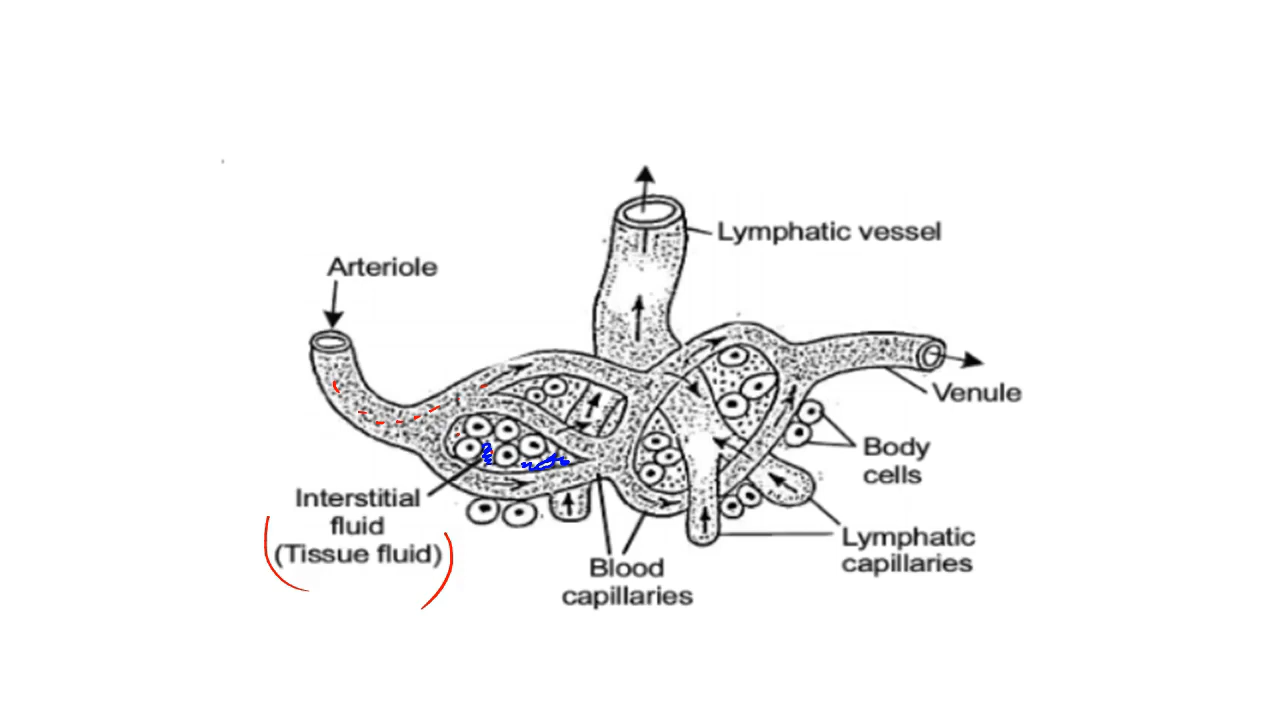 Lymphatic vessel
Arteriole
Venule
Body
cells
Interstitial
fluid
(Tissue fluid)
Lymphatic
capillaries
Blood
capillaries